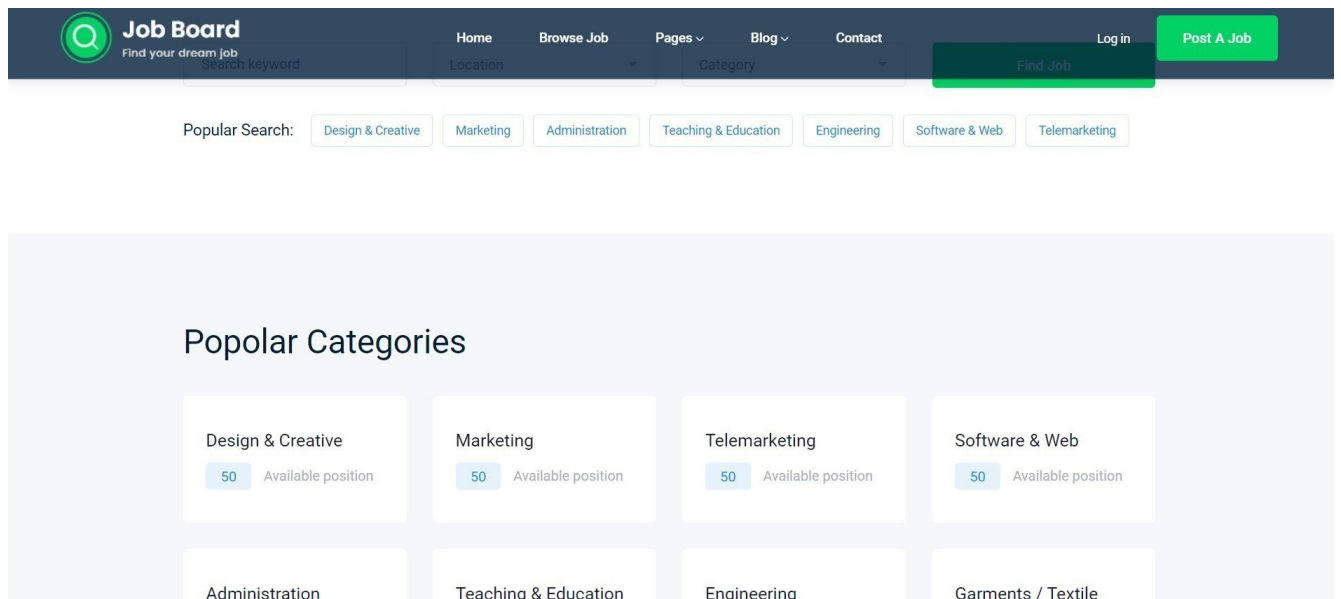 Job Board
Find your dream job
Home Browse Job Pages Blog Contact Log in Post A Job
Search keyword Location Category Find Job
Popular Search: Design & Creative Marketing Administration Teaching & Education Engineering Software & Web Telemarketing
Popolar Categories
Design & Creative Marketing Telemarketing Software & Web
50 Available position 50 Available position 50 Available position 50 Available position
Administration Teaching & Education Engineering Garments / Textile